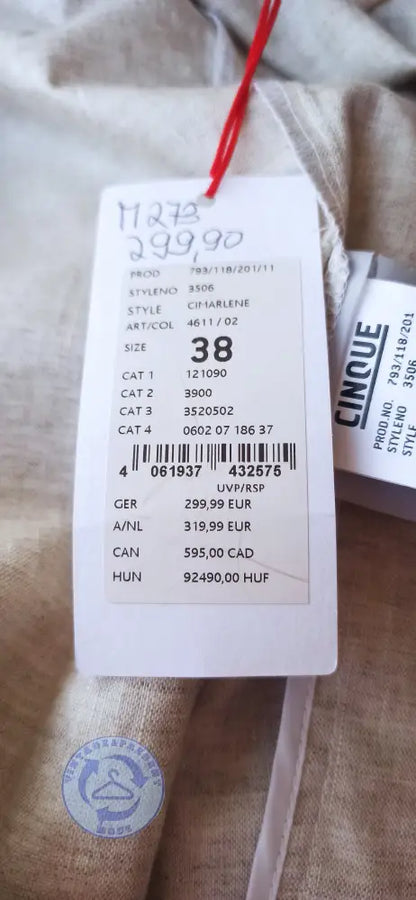 M273
299,90
PROD 793/118/201/11
STYLENO 3506
STYLE CIMARLENE
ART/COL 4611 / 02
SIZE 38
CAT 1 121090
CAT 2 3900
CAT 3 3520502
CAT 4 0602 07 186 37
4 061937 432575
UVP/RSP
GER 299,99 EUR
A/NL 319,99 EUR
CAN 595,00 CAD
HUN 92490,00 HUF
CINQUE
PROD.NO. 793/118/201
STYLENO 3506
STYLE